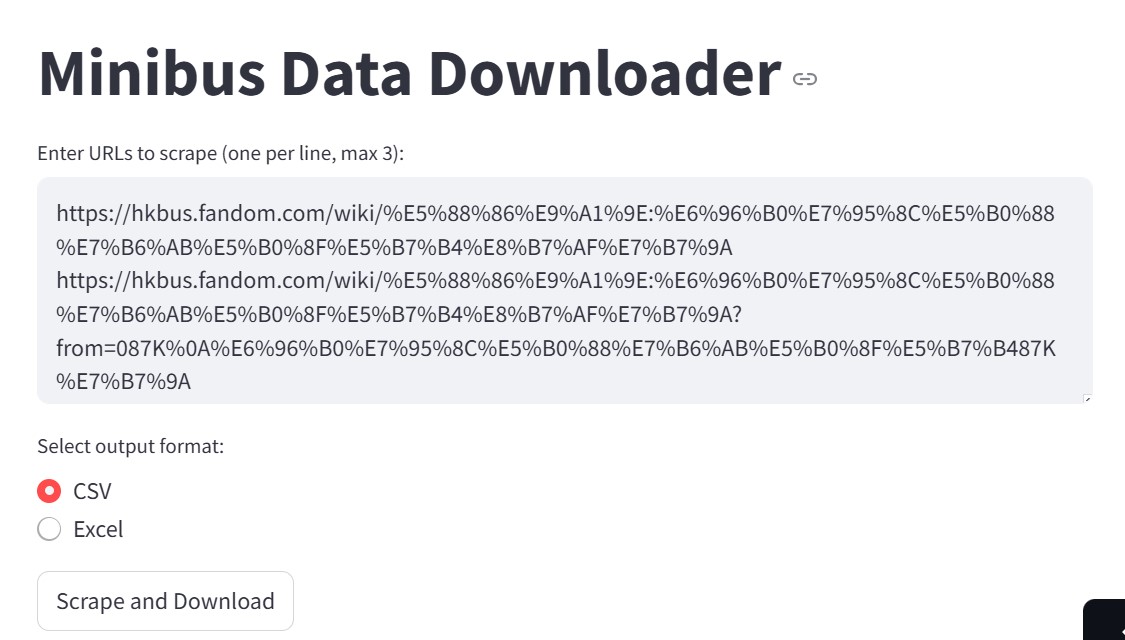 Minibus Data Downloader
Enter URLs to scrape (one per line, max 3):
https://hkbus.fandom.com/wiki/%E5%88%86%E9%A1%9E:%E6%96%B0%E7%95%8C%E5%B0%88
%E7%B6%AB%E5%B0%8F%E5%B7%B4%E8%B7%AF%E7%B7%9A
https://hkbus.fandom.com/wiki/%E5%88%86%E9%A1%9E:%E6%96%B0%E7%95%8C%E5%B0%88
%E7%B6%AB%E5%B0%8F%E5%B7%B4%E8%B7%AF%E7%B7%9A?
from=087K%0A%E6%96%B0%E7%95%8C%E5%B0%88%E7%B6%AB%E5%B0%8F%E5%B7%B487K
%E7%B7%9A
Select output format:
CSV
Excel
Scrape and Download